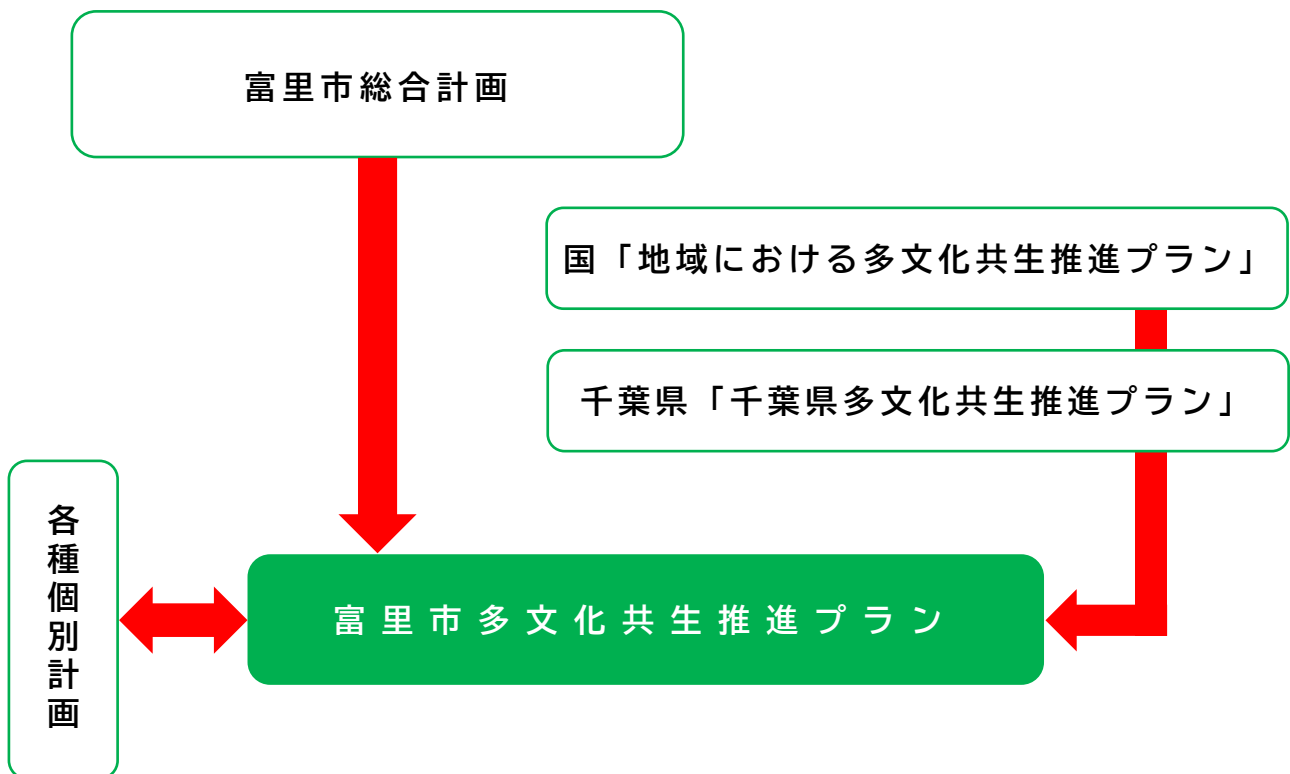 富里市総合計画
国「地域における多文化共生推進プラン」
千葉県「千葉県多文化共生推進プラン」
各種個別計画
富里市多文化共生推進プラン